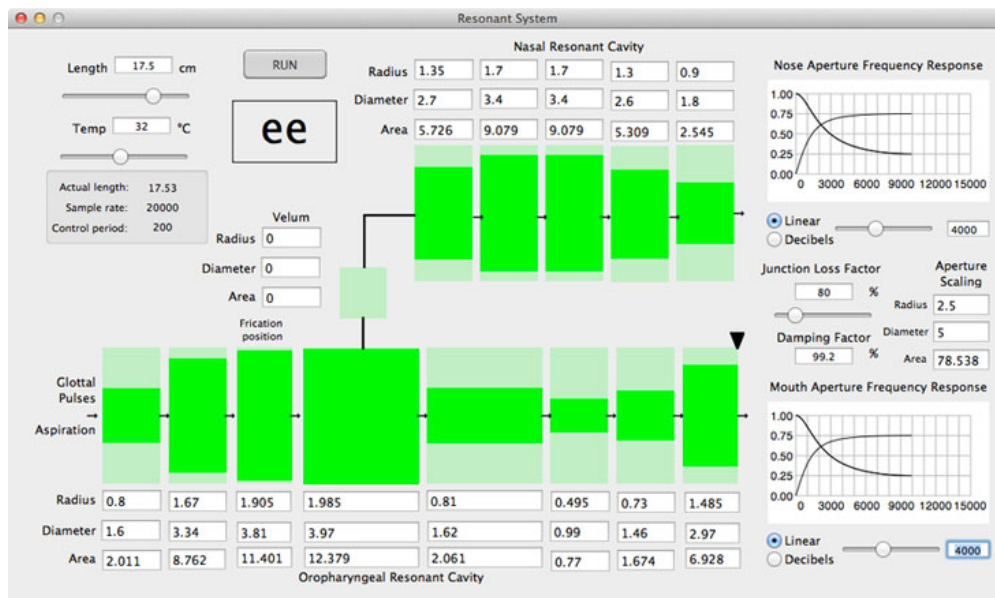 Resonant System
Length 17.5 cm
RUN
Temp 32 °C
ee
Actual length: 17.53
Sample rate: 20000
Control period: 200
Nasal Resonant Cavity
Radius 1.35 1.7 1.7 1.3 0.9
Diameter 2.7 3.4 3.4 2.6 1.8
Area 5.726 9.079 9.079 5.309 2.545
Velum
Radius 0
Diameter 0
Area 0
Nose Aperture Frequency Response
1.00
0.75
0.50
0.25
0.00
0 3000 6000 9000 12000 15000
Linear
Decibels
4000
Junction Loss Factor
80 %
Damping Factor
99.2 %
Aperture
Scaling
Radius 2.5
Diameter 5
Area 78.538
Frication
position
Glottal
Pulses
Aspiration
Radius 0.8 1.67 1.905 1.985 0.81 0.495 0.73 1.485
Diameter 1.6 3.34 3.81 3.97 1.62 0.99 1.46 2.97
Area 2.011 8.762 11.401 12.379 2.061 0.77 1.674 6.928
Oropharyngeal Resonant Cavity
Mouth Aperture Frequency Response
1.00
0.75
0.50
0.25
0.00
0 3000 6000 9000 12000 15000
Linear
Decibels
4000